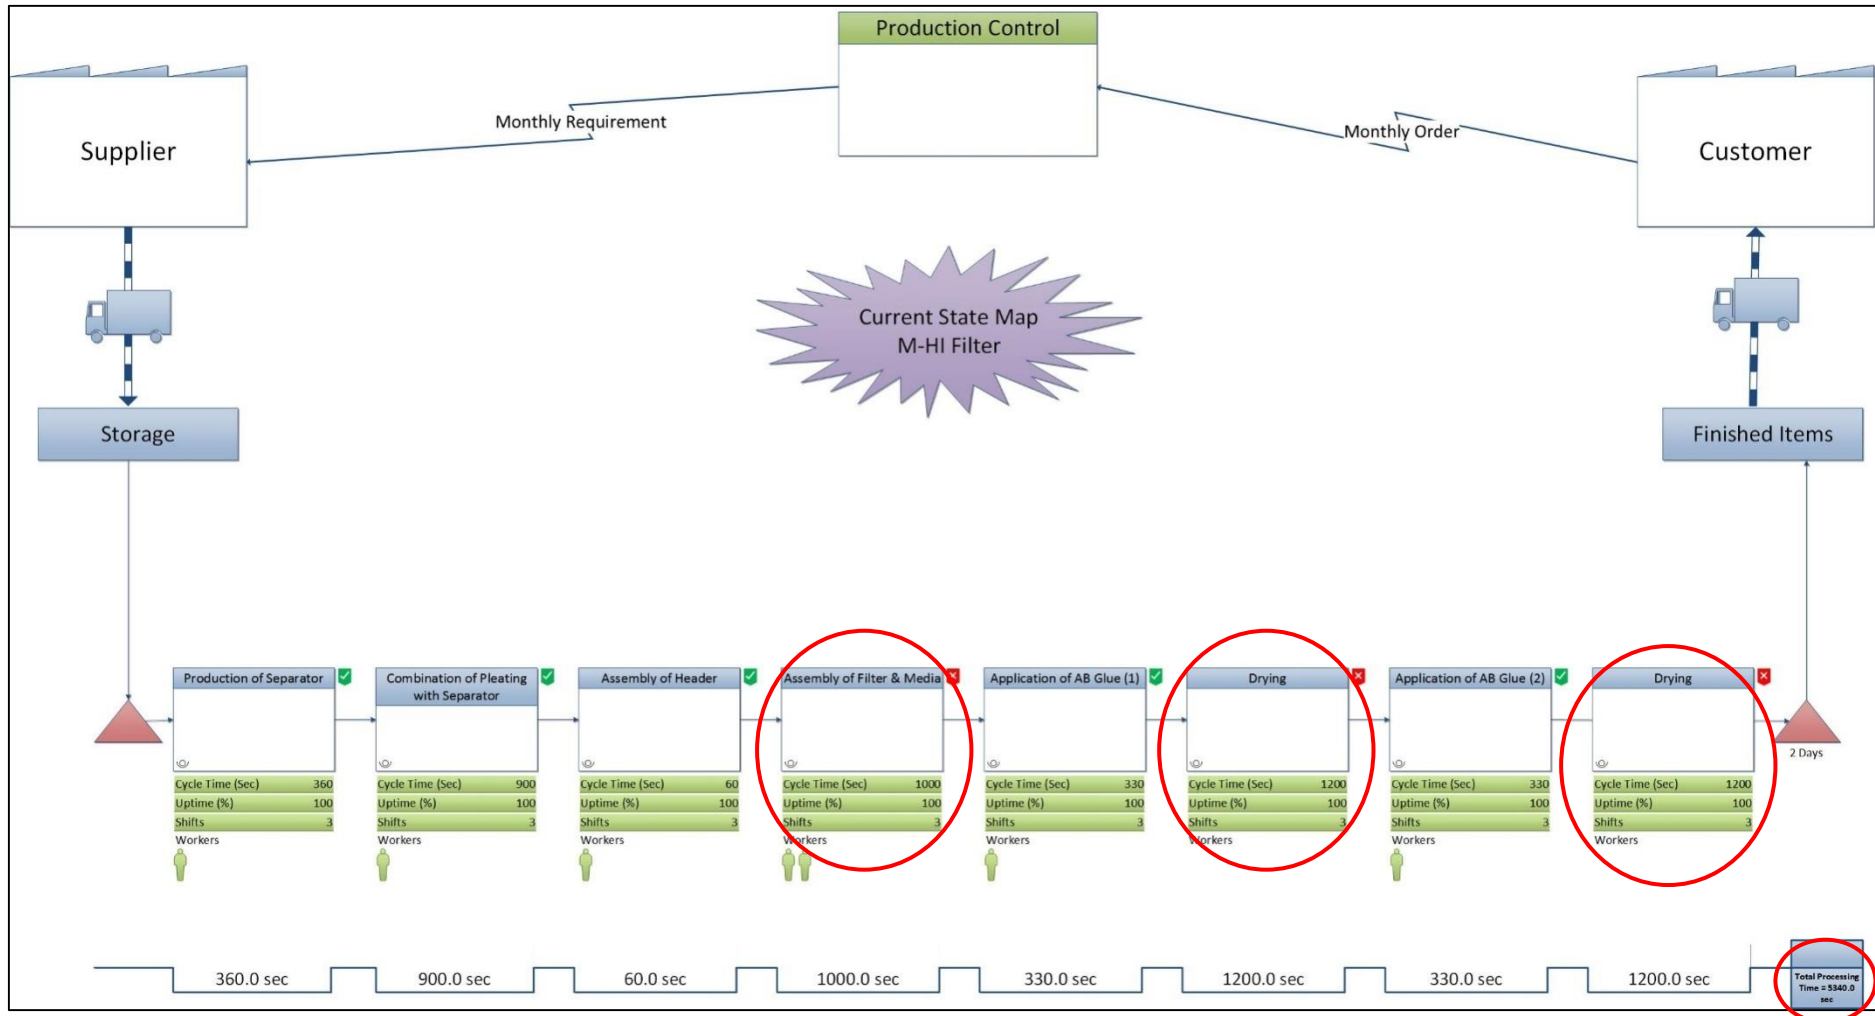 Production Control
Supplier
Monthly Requirement
Monthly Order
Customer
Current State Map
M-HI Filter
Storage
Finished Items
Production of Separator
Cycle Time (Sec) 360
Uptime (%) 100
Shifts 3
Workers
Combination of Pleating
with Separator
Cycle Time (Sec) 900
Uptime (%) 100
Shifts 3
Workers
Assembly of Header
Cycle Time (Sec) 60
Uptime (%) 100
Shifts 3
Workers
Assembly of Filter & Media
Cycle Time (Sec) 1000
Uptime (%) 100
Shifts 3
Workers
Application of AB Glue (1)
Cycle Time (Sec) 330
Uptime (%) 100
Shifts 3
Workers
Drying
Cycle Time (Sec) 1200
Uptime (%) 100
Shifts 3
Workers
Application of AB Glue (2)
Cycle Time (Sec) 330
Uptime (%) 100
Shifts 3
Workers
Drying
Cycle Time (Sec) 1200
Uptime (%) 100
Shifts 3
Workers
2 Days
360.0 sec
900.0 sec
60.0 sec
1000.0 sec
330.0 sec
1200.0 sec
330.0 sec
1200.0 sec
Total Processing
Time = 5340.0
sec